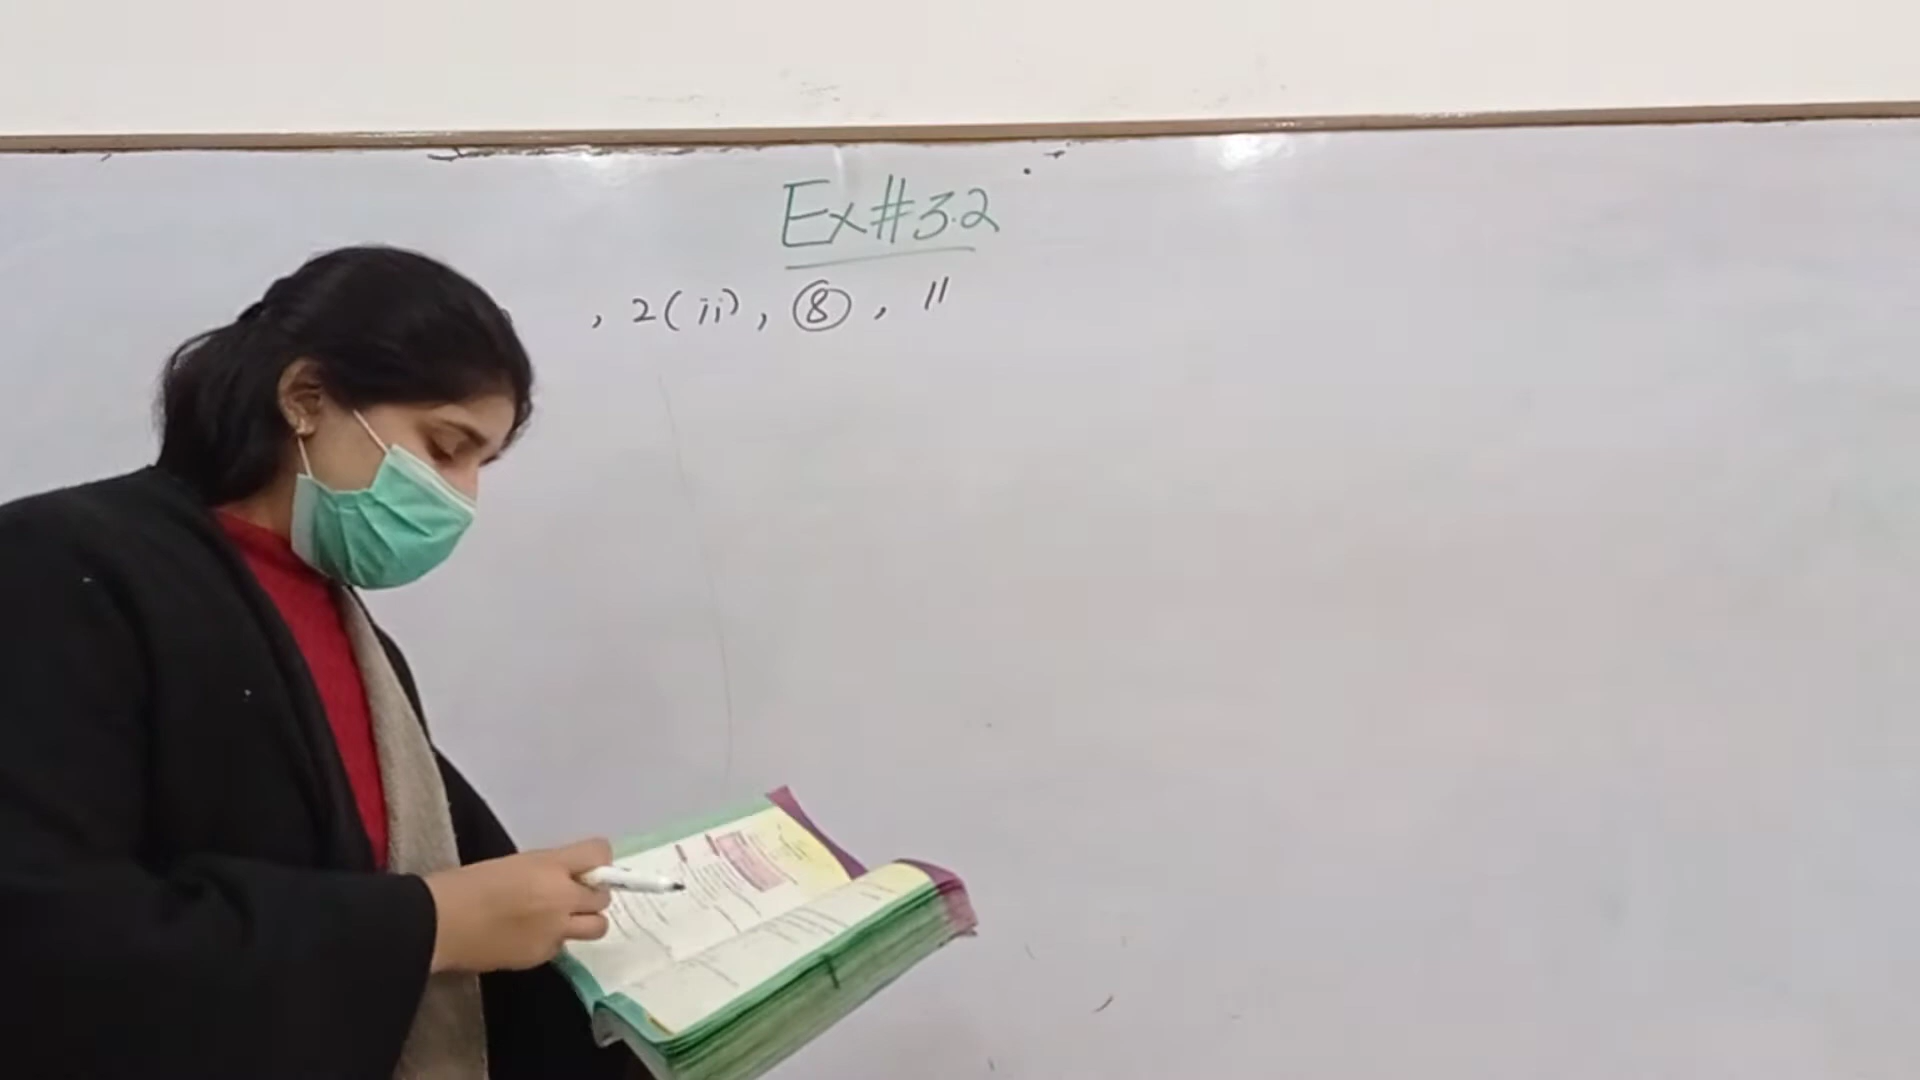 Ex#3.2
, 2(ii), 8, 11